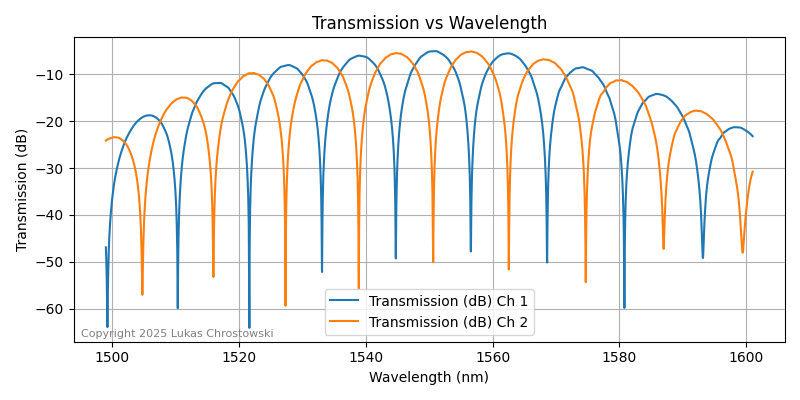 Transmission vs Wavelength
Transmission (dB)
−10
−20
−30
−40
−50
−60
Transmission (dB) Ch 1
Transmission (dB) Ch 2
Copyright 2025 Lukas Chrostowski
1500 1520 1540 1560 1580 1600
Wavelength (nm)